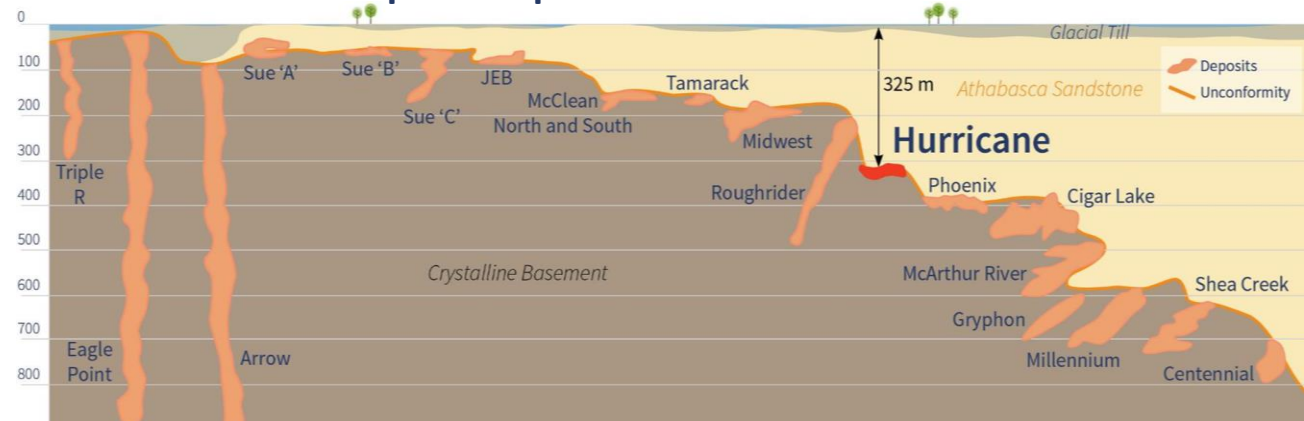 0
100
200
300
400
500
600
700
800
Glacial Till
Deposits
Unconformity
Athabasca Sandstone
325 m
Hurricane
Sue 'A'
Sue 'B'
Sue 'C'
JEB
McClean
North and South
Tamarack
Midwest
Roughrider
Triple
R
Eagle
Point
Arrow
Crystalline Basement
Phoenix
Cigar Lake
McArthur River
Gryphon
Millennium
Shea Creek
Centennial